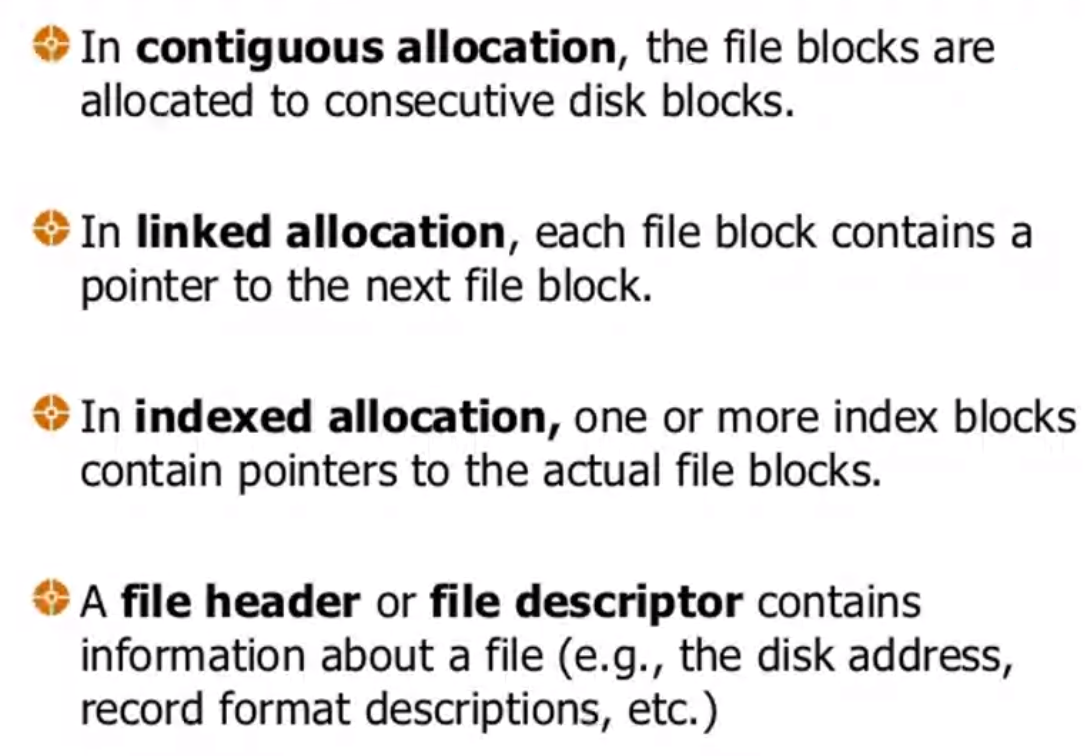 In contiguous allocation, the file blocks are
allocated to consecutive disk blocks.
In linked allocation, each file block contains a
pointer to the next file block.
In indexed allocation, one or more index blocks
contain pointers to the actual file blocks.
A file header or file descriptor contains
information about a file (e.g., the disk address,
record format descriptions, etc.)